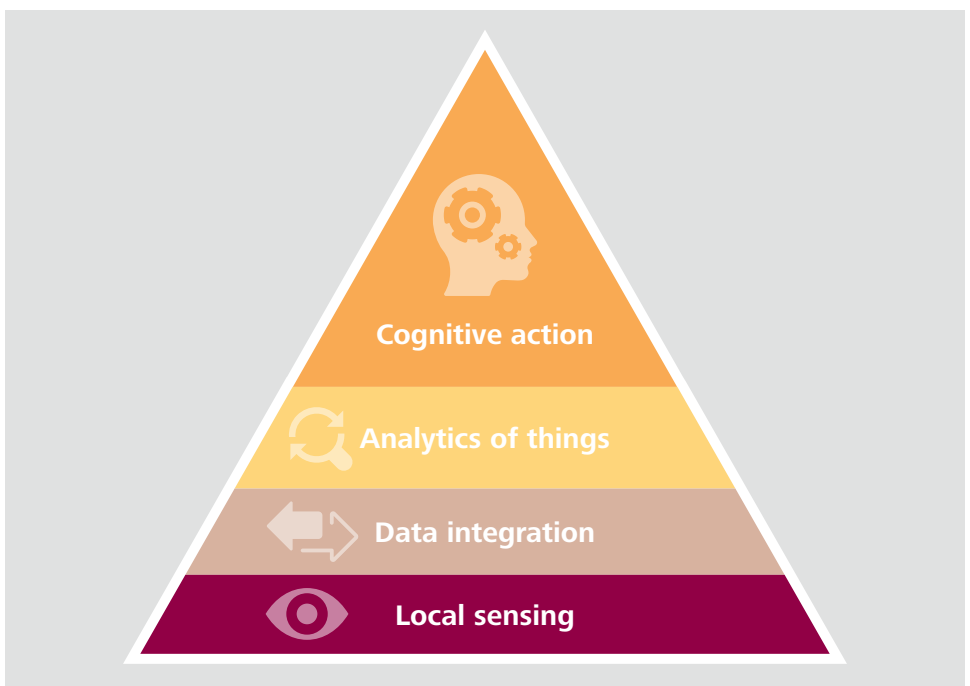 Cognitive action
Analytics of things
Data integration
Local sensing